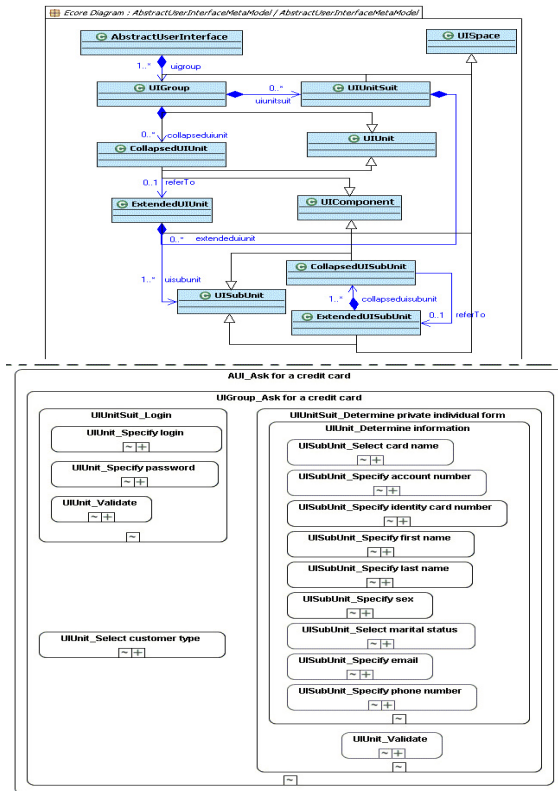 Ecore Diagram : AbstractUserInterfaceMetaModel / AbstractUserInterfaceMetaModel
AbstractUserInterface
UISpace
1..*
uigroup
UIGroup
0..*
uiunitsuit
UIUnitSuit
0..*
collapseduiunit
UIUnit
CollapsedUIUnit
0..1
referTo
ExtendedUIUnit
UIComponent
0..*
extendeduiunit
CollapsedUISubUnit
1..*
uisubunit
UISubUnit
1..*
collapseduisubunit
ExtendedUISubUnit
0..1
referTo
AUI_Ask for a credit card
UIGroup_Ask for a credit card
UIUnitSuit_Login
UIUnit_Specify login
~ +
UIUnit_Specify password
~ +
UIUnit_Validate
~ +
~
UIUnit_Select customer type
~ +
UIUnitSuit_Determine private individual form
UIUnit_Determine information
UISubUnit_Select card name
~ +
UISubUnit_Specify account number
~ +
UISubUnit_Specify identity card number
~ +
UISubUnit_Specify first name
~ +
UISubUnit_Specify last name
~ +
UISubUnit_Specify sex
~ +
UISubUnit_Select marital status
~ +
UISubUnit_Specify email
~ +
UISubUnit_Specify phone number
~ +
~
UIUnit_Validate
~ +
~
~